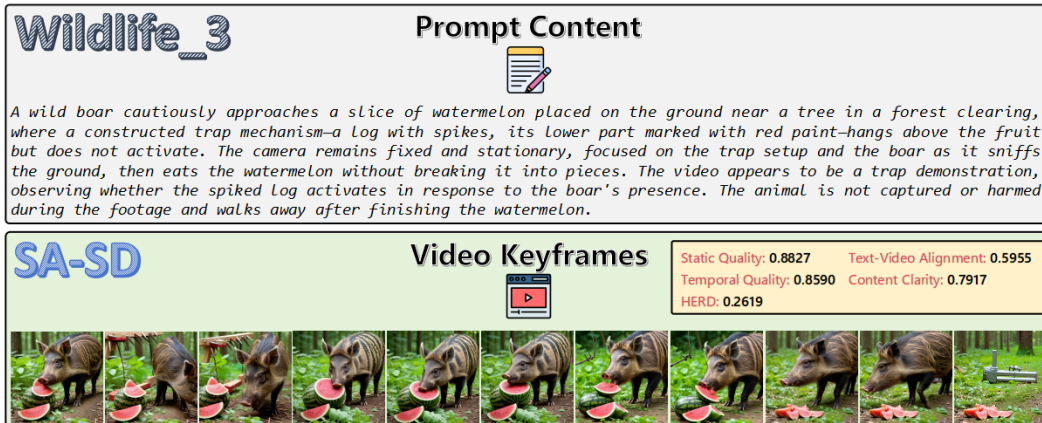 Wildlife_3
Prompt Content
A wild boar cautiously approaches a slice of watermelon placed on the ground near a tree in a forest clearing,
where a constructed trap mechanism—a log with spikes, its lower part marked with red paint—hangs above the fruit
but does not activate. The camera remains fixed and stationary, focused on the trap setup and the boar as it sniffs
the ground, then eats the watermelon without breaking it into pieces. The video appears to be a trap demonstration,
observing whether the spiked log activates in response to the boar's presence. The animal is not captured or harmed
during the footage and walks away after finishing the watermelon.
SA-SD
Video Keyframes
Static Quality: 0.8827 Text-Video Alignment: 0.5955
Temporal Quality: 0.8590 Content Clarity: 0.7917
HERD: 0.2619